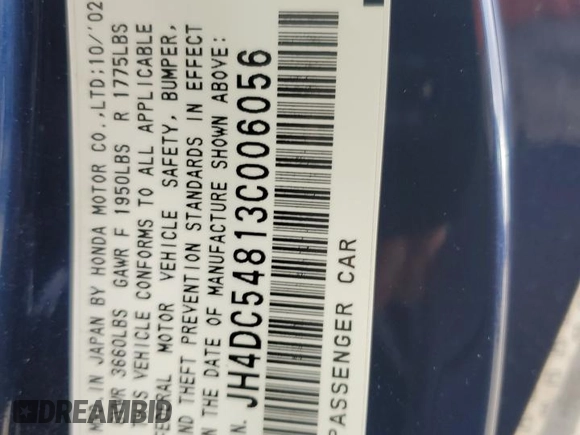 IN JAPAN BY HONDA MOTOR CO.,LTD:10/'02
3660LBS GAWR F 1950LBS R 1775LBS
VEHICLE CONFORMS TO ALL APPLICABLE
MOTOR VEHICLE SAFETY, BUMPER,
AND THEFT PREVENTION STANDARDS IN EFFECT
THE DATE OF MANUFACTURE SHOWN ABOVE:
JH4DC54813C006056
PASSENGER CAR
DREAMBID